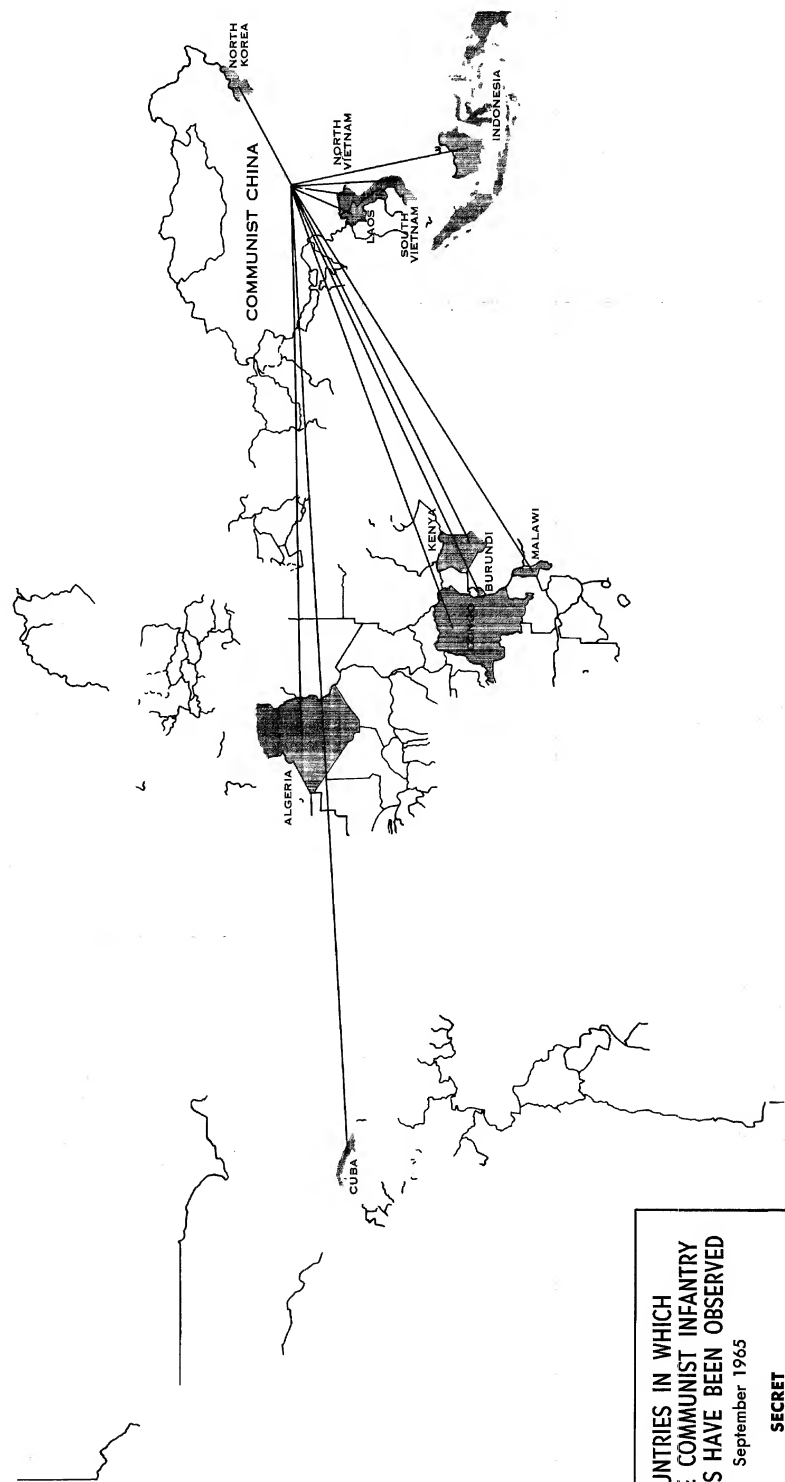 NORTH
KOREA
COMMUNIST CHINA
NORTH
VIETNAM
LAOS
SOUTH
VIETNAM
INDONESIA
ALGERIA
KENYA
BURUNDI
MALAWI
CUBA
UNTRIES IN WHICH
E COMMUNIST INFANTRY
S HAVE BEEN OBSERVED
September 1965
SECRET